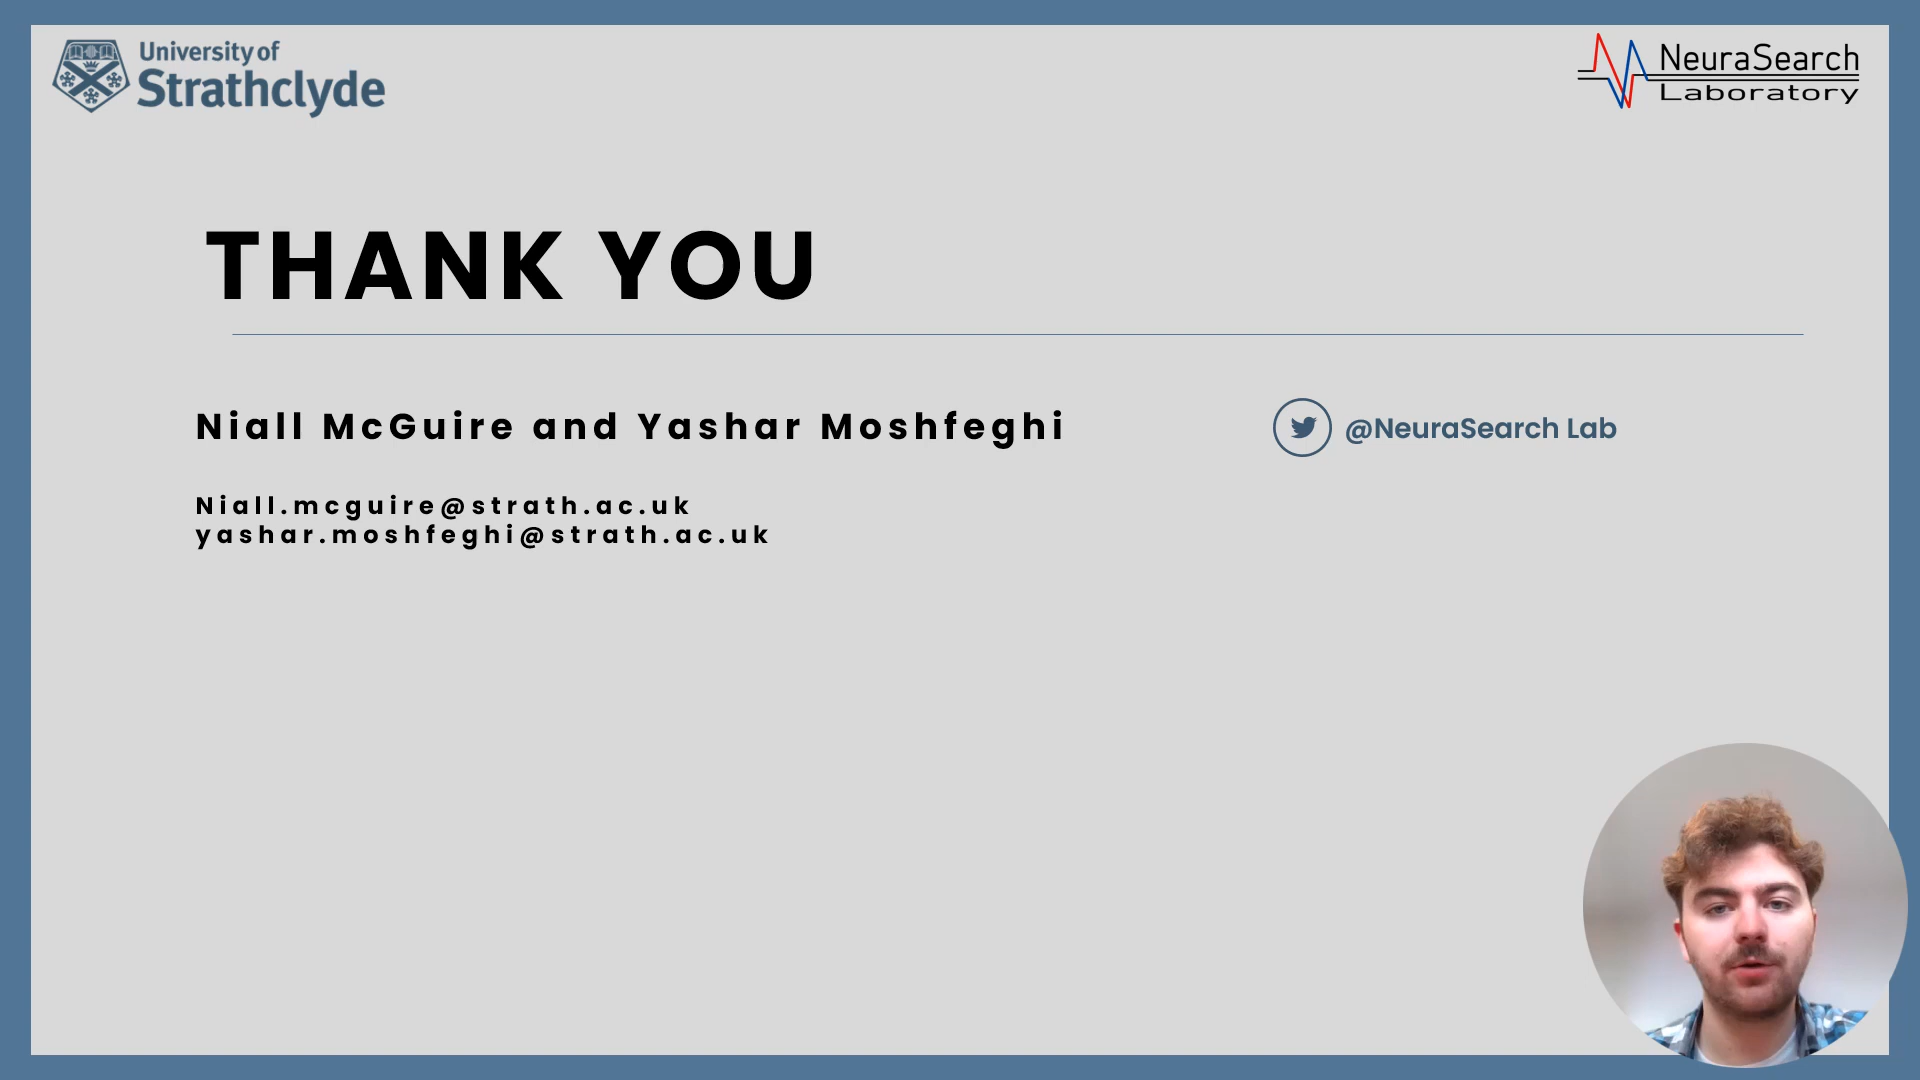 University of
Strathclyde
NeuraSearch
Laboratory
THANK YOU
Niall McGuire and Yashar Moshfeghi
@NeuraSearch Lab
Niall.mcguire@strath.ac.uk
yashar.moshfeghi@strath.ac.uk